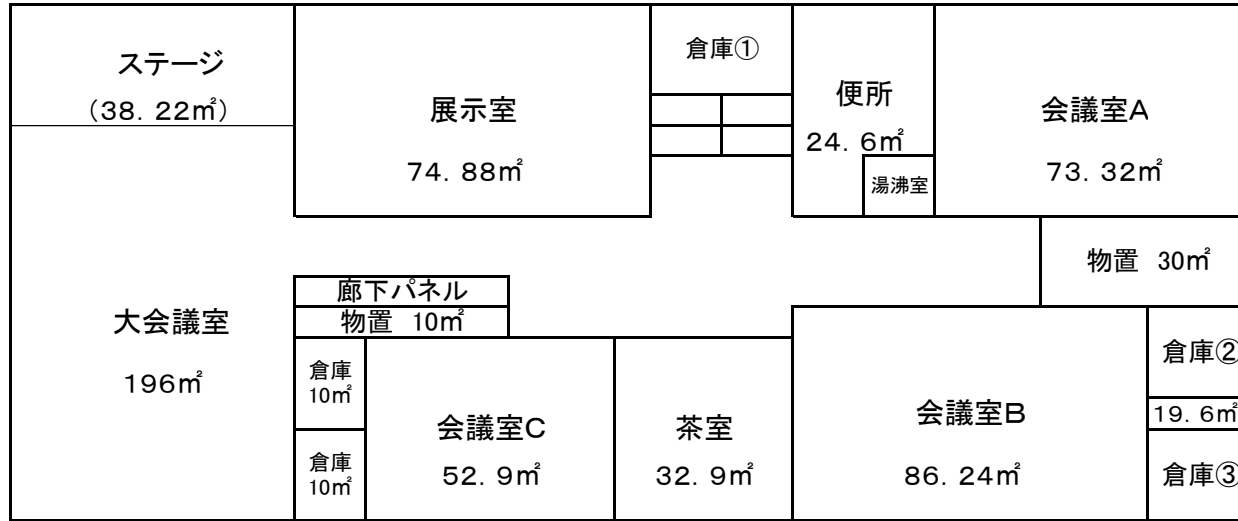 ステージ
（38．22㎡）
展示室
74．88㎡
倉庫①
便所
24．6㎡
湯沸室
会議室A
73．32㎡
物置　30㎡
大会議室
196㎡
廊下パネル
物置　10㎡
倉庫
10㎡
倉庫
10㎡
会議室C
52．9㎡
茶室
32．9㎡
会議室B
86．24㎡
倉庫②
19．6㎡
倉庫③